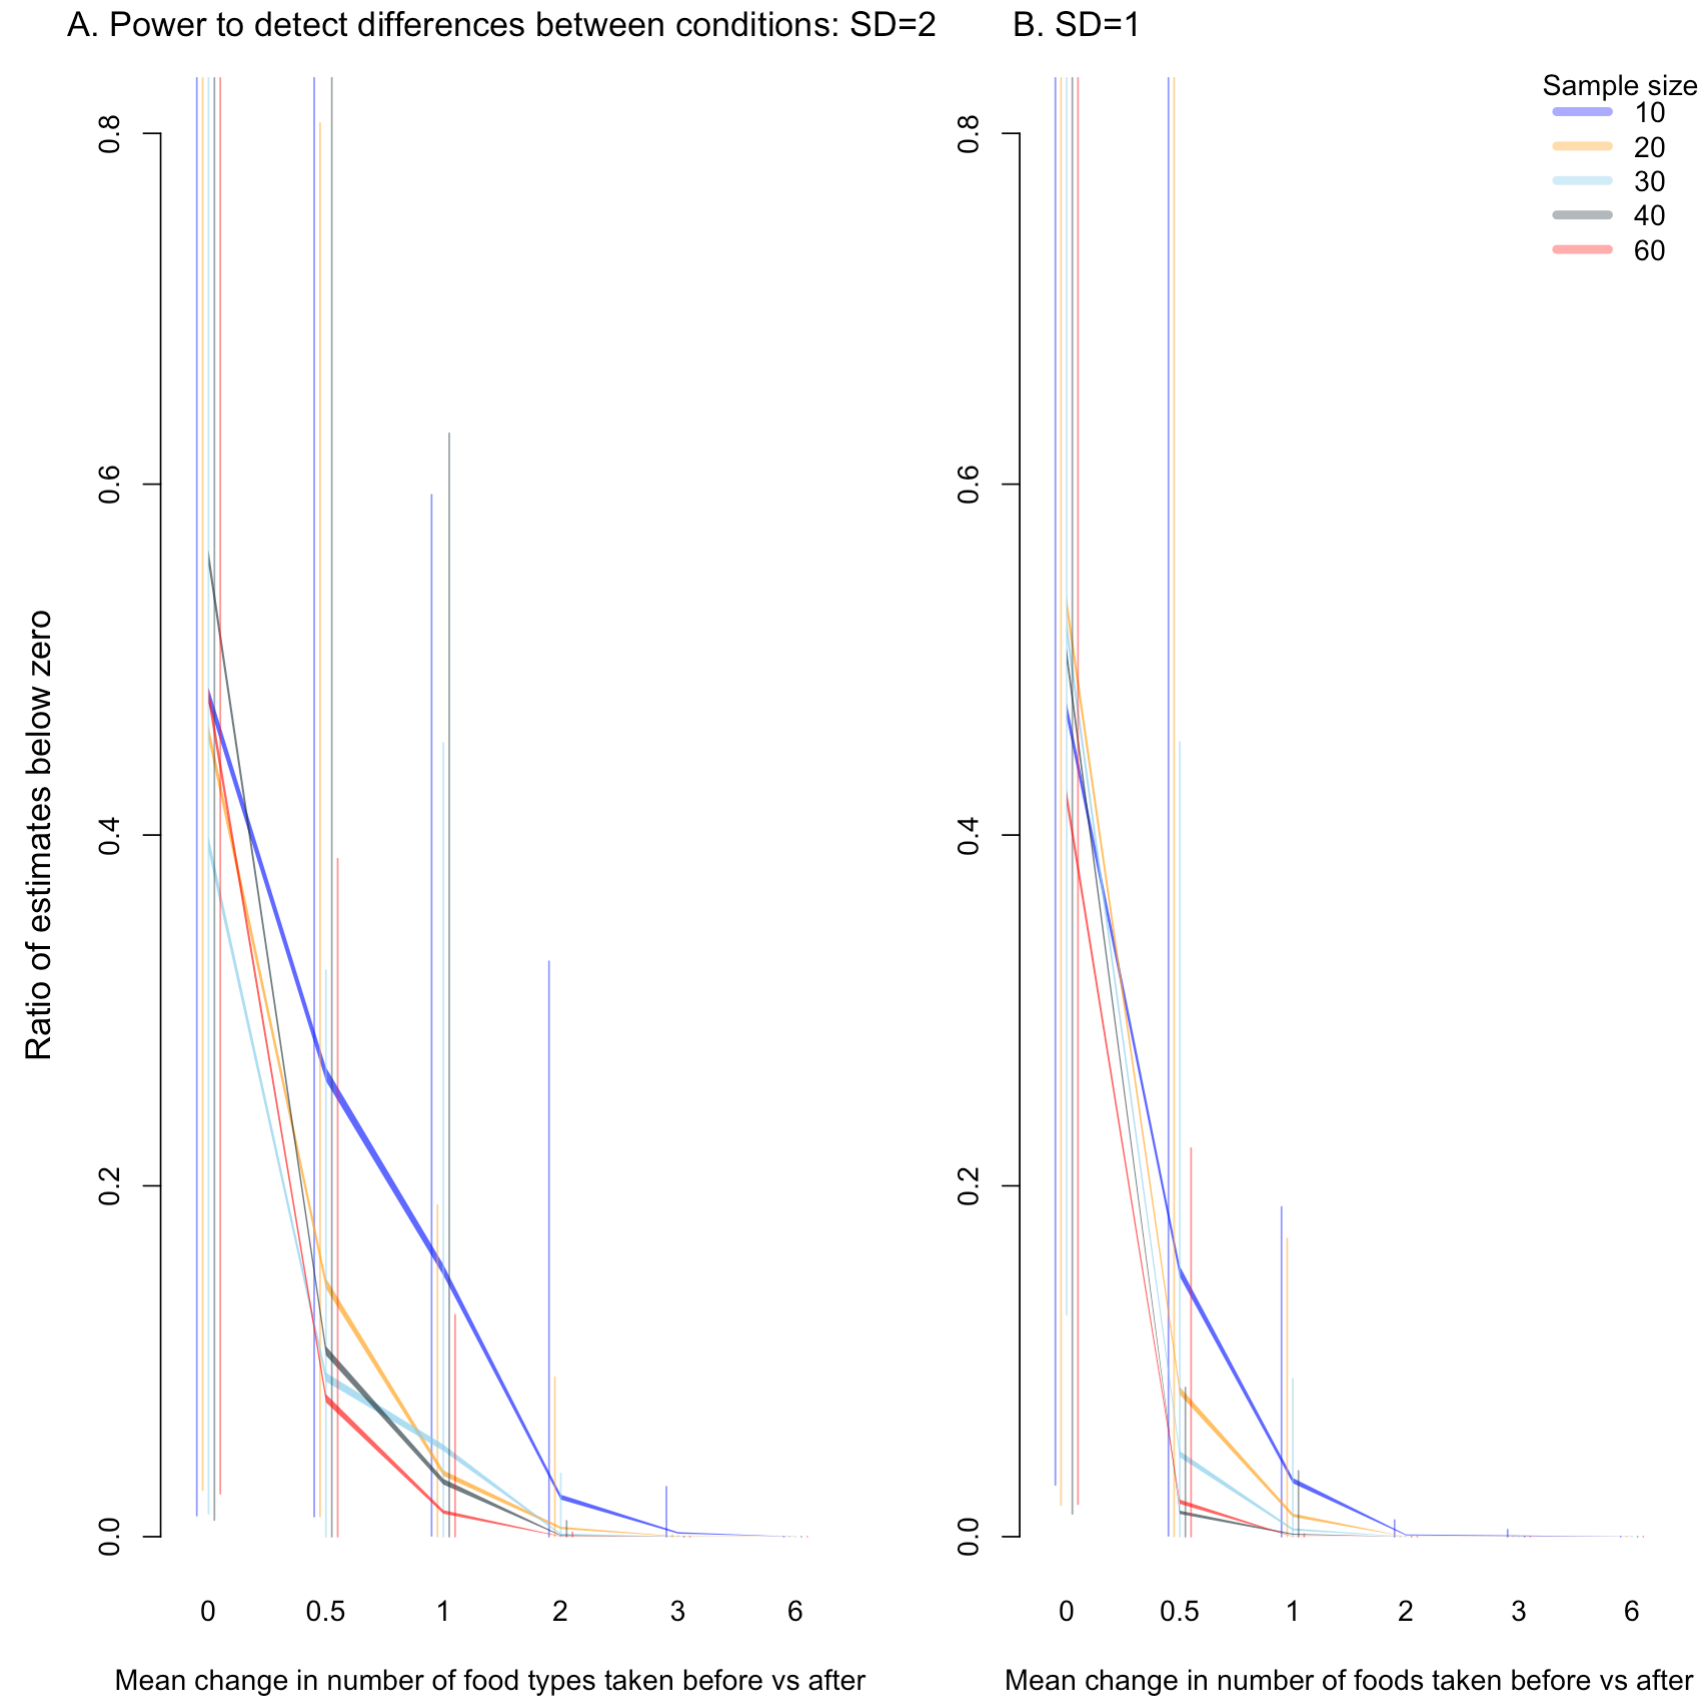 A. Power to detect differences between conditions: SD=2
B. SD=1
Sample size
10
20
30
40
60
Ratio of estimates below zero
0.8
0.6
0.4
0.2
0.0
0 0.5 1 2 3 6
Mean change in number of food types taken before vs after
0.8
0.6
0.4
0.2
0.0
0 0.5 1 2 3 6
Mean change in number of foods taken before vs after